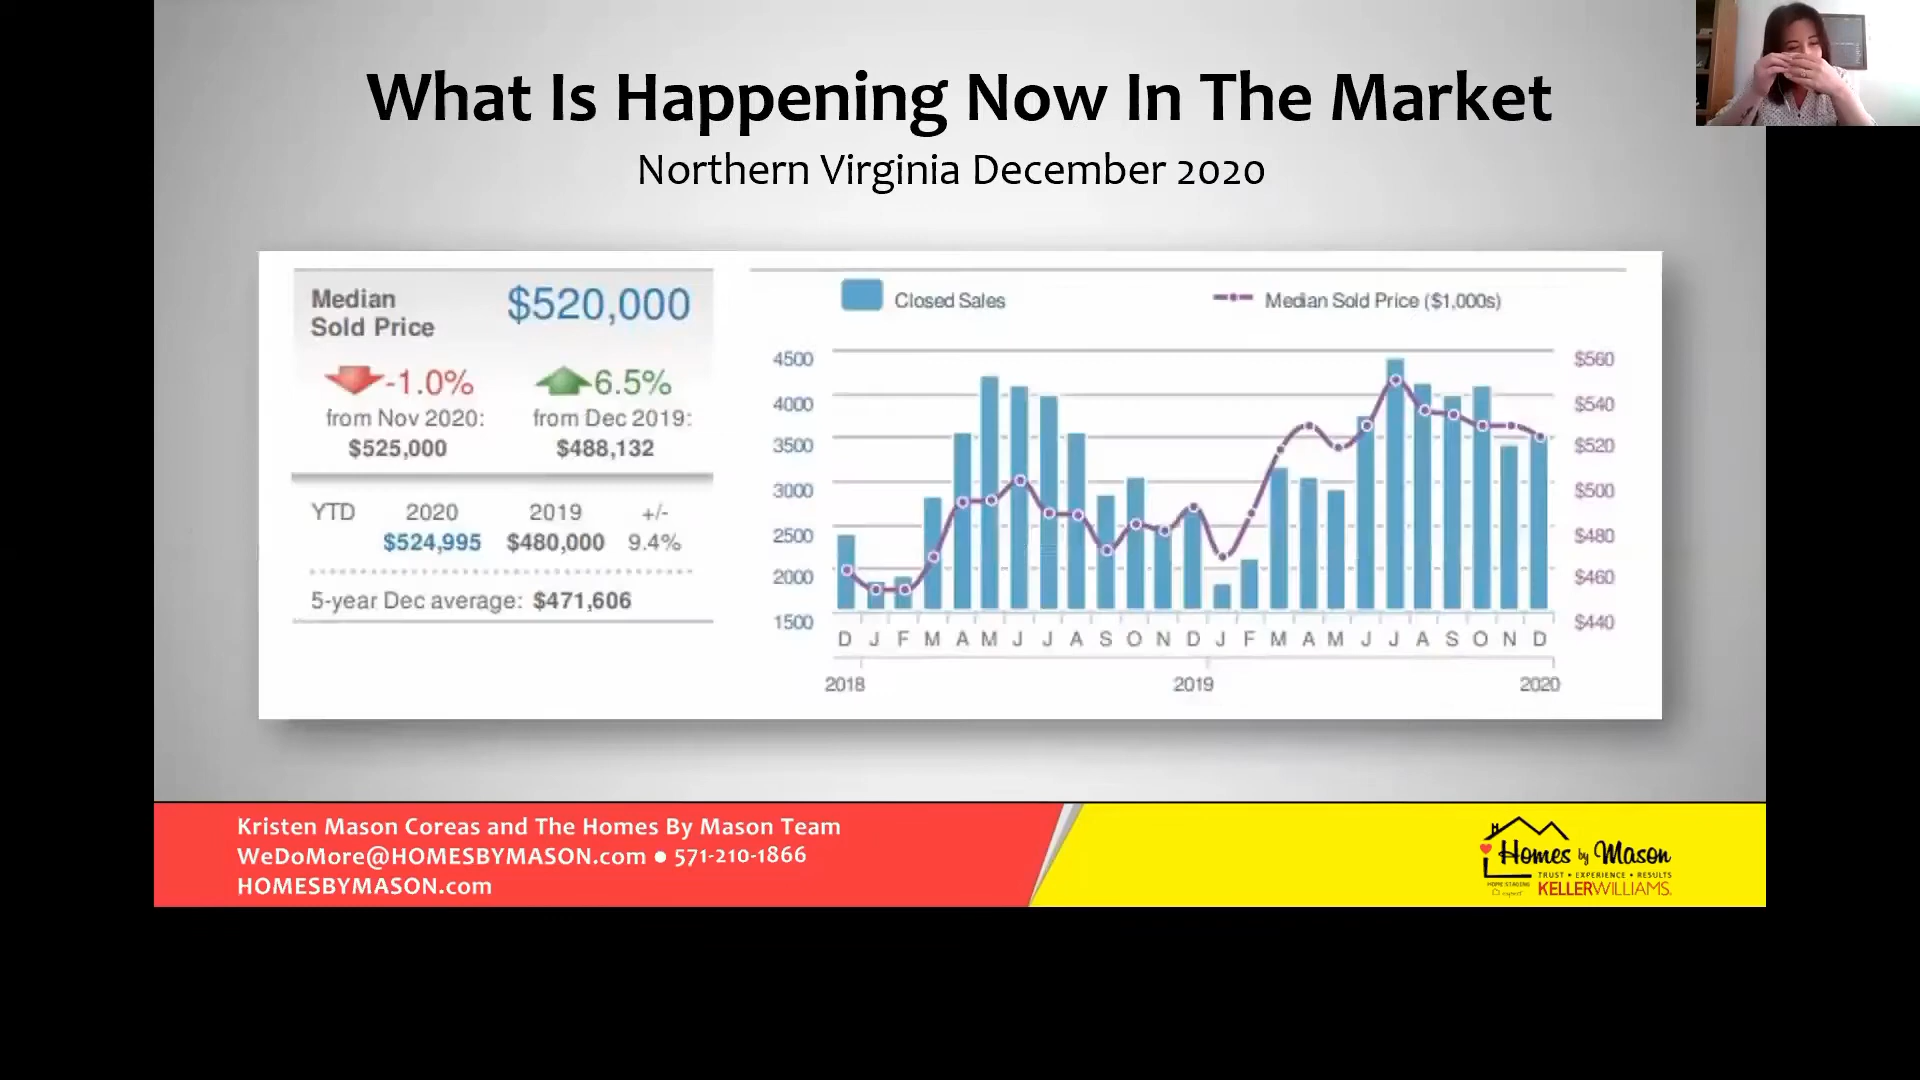 What Is Happening Now In The Market
Northern Virginia December 2020
Median
Sold Price
$520,000
-1.0%
from Nov 2020:
$525,000
6.5%
from Dec 2019:
$488,132
YTD 2020 2019 +/-
$524,995 $480,000 9.4%
5-year Dec average: $471,606
Closed Sales
Median Sold Price ($1,000s)
4500
4000
3500
3000
2500
2000
1500
$560
$540
$520
$500
$480
$460
$440
D J F M A M J J A S O N D J F M A M J J A S O N D
2018 2019 2020
Kristen Mason Coreas and The Homes By Mason Team
WeDoMore@HOMESBYMASON.com ● 571-210-1866
HOMESBYMASON.com
Homes by Mason
TRUST • EXPERIENCE • RESULTS
HOME STAGING
expert
KELLERWILLIAMS.